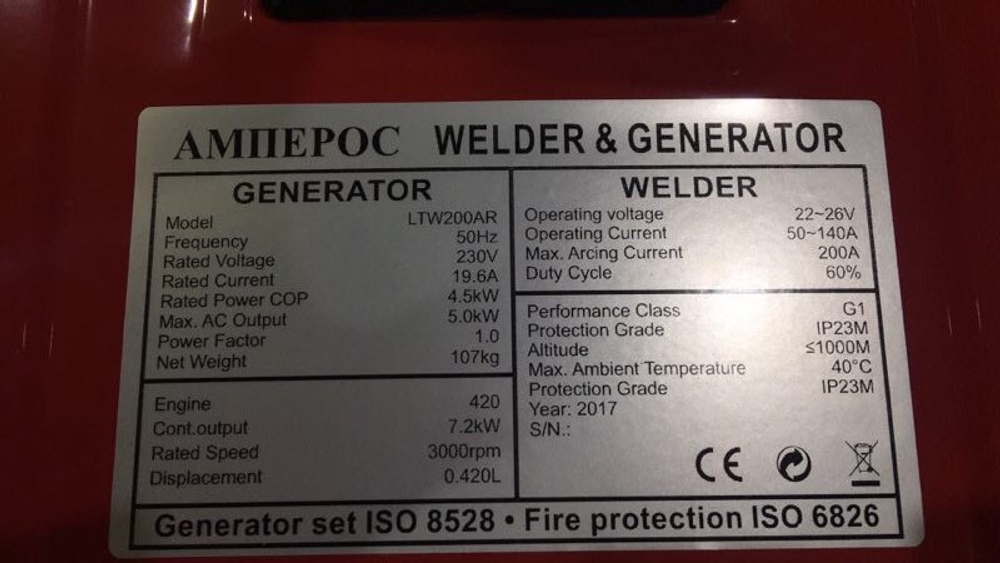 АМПЕРОС WELDER & GENERATOR
GENERATOR
Model LTW200AR
Frequency 50Hz
Rated Voltage 230V
Rated Current 19.6A
Rated Power COP 4.5kW
Max. AC Output 5.0kW
Power Factor 1.0
Net Weight 107kg
Engine 420
Cont.output 7.2kW
Rated Speed 3000rpm
Displacement 0.420L
WELDER
Operating voltage 22~26V
Operating Current 50~140A
Max. Arcing Current 200A
Duty Cycle 60%
Performance Class G1
Protection Grade IP23M
Altitude ≤1000M
Max. Ambient Temperature 40°C
Protection Grade IP23M
Year: 2017
S/N.:
CE
Generator set ISO 8528 • Fire protection ISO 6826